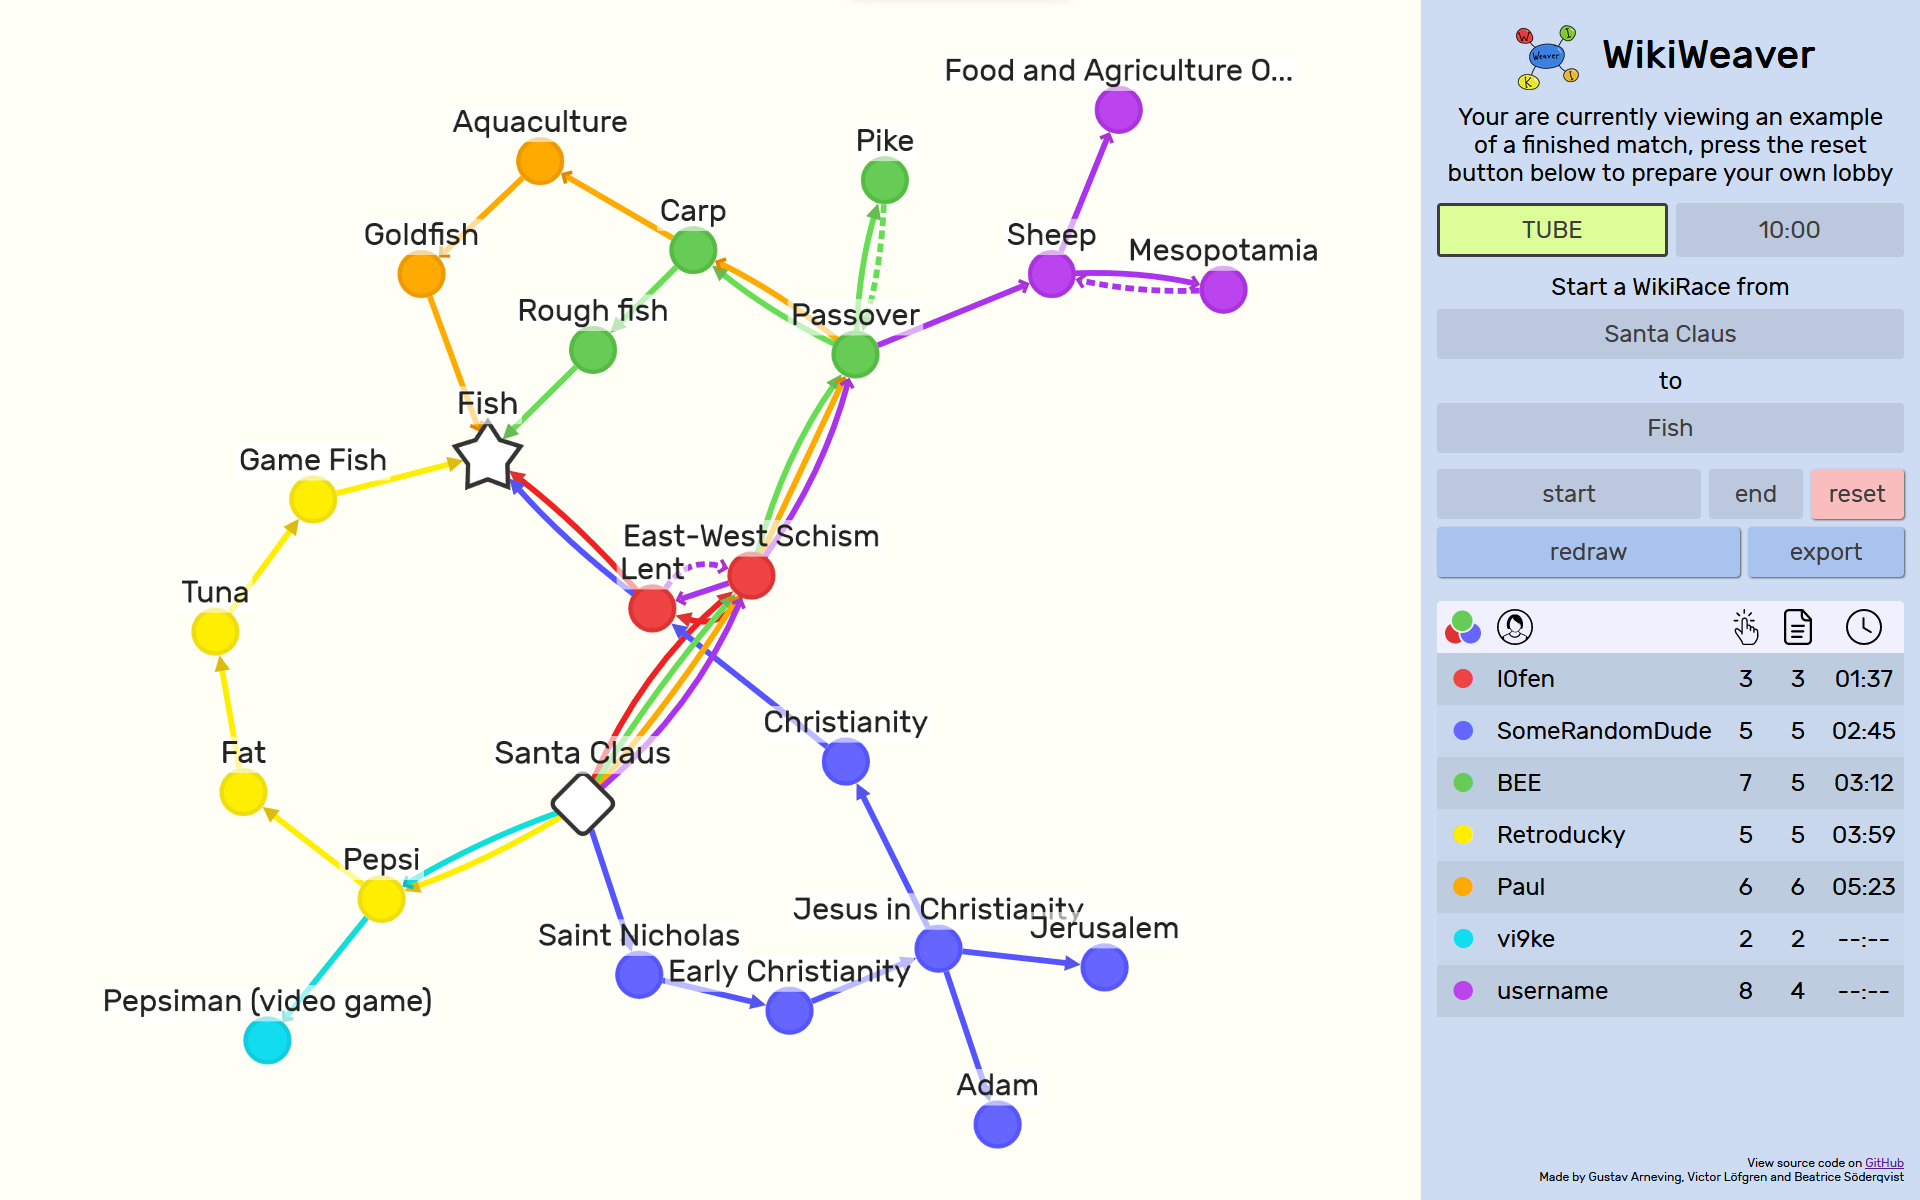 Food and Agriculture O...
Aquaculture
Pike
Carp
Goldfish
Sheep
Mesopotamia
Rough fish
Passover
Fish
Game Fish
East-West Schism
Lent
Tuna
Christianity
Fat
Santa Claus
Pepsi
Jesus in Christianity
Jerusalem
Saint Nicholas
Early Christianity
Pepsiman (video game)
Adam
W I
Weaver
K I
WikiWeaver
Your are currently viewing an example
of a finished match, press the reset
button below to prepare your own lobby
TUBE 10:00
Start a WikiRace from
Santa Claus
to
Fish
start end reset
redraw export
l0fen 3 3 01:37
SomeRandomDude 5 5 02:45
BEE 7 5 03:12
Retroducky 5 5 03:59
Paul 6 6 05:23
vi9ke 2 2 --:--
username 8 4 --:--
View source code on GitHub
Made by Gustav Arneving, Victor Löfgren and Beatrice Söderqvist